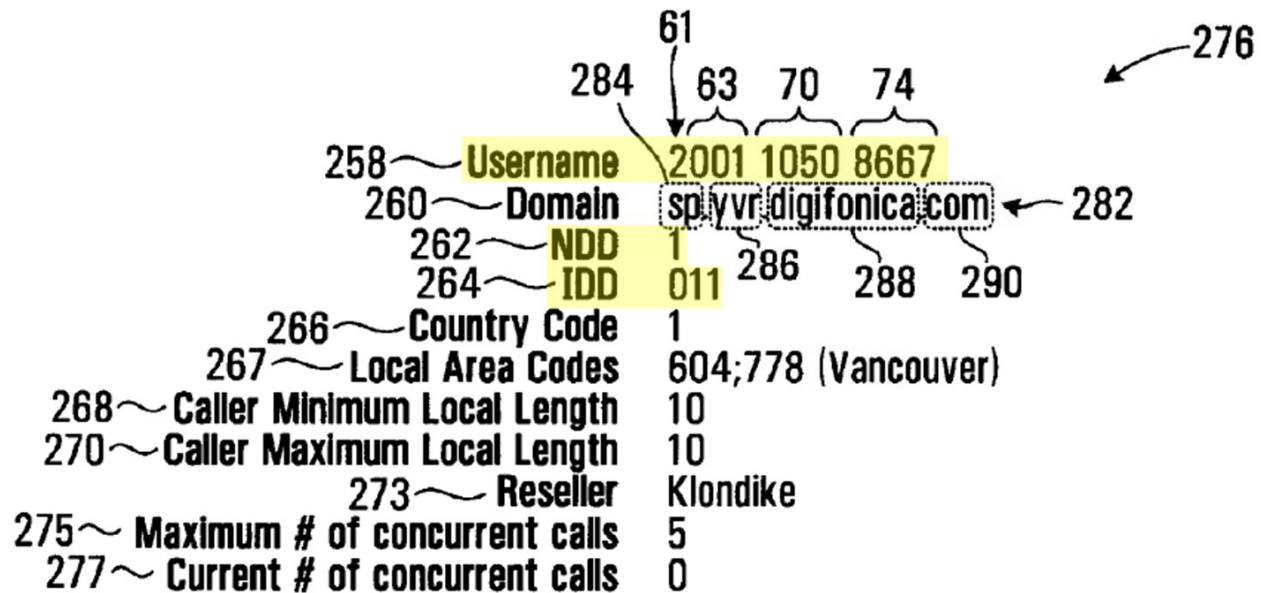 61
276
284 63 70 74
258 Username 2001 1050 8667
260 Domain sp.yvr.digifonica.com 282
262 NDD 1 286 288 290
264 IDD 011
266 Country Code 1
267 Local Area Codes 604;778 (Vancouver)
268 Caller Minimum Local Length 10
270 Caller Maximum Local Length 10
273 Reseller Klondike
275 Maximum # of concurrent calls 5
277 Current # of concurrent calls 0